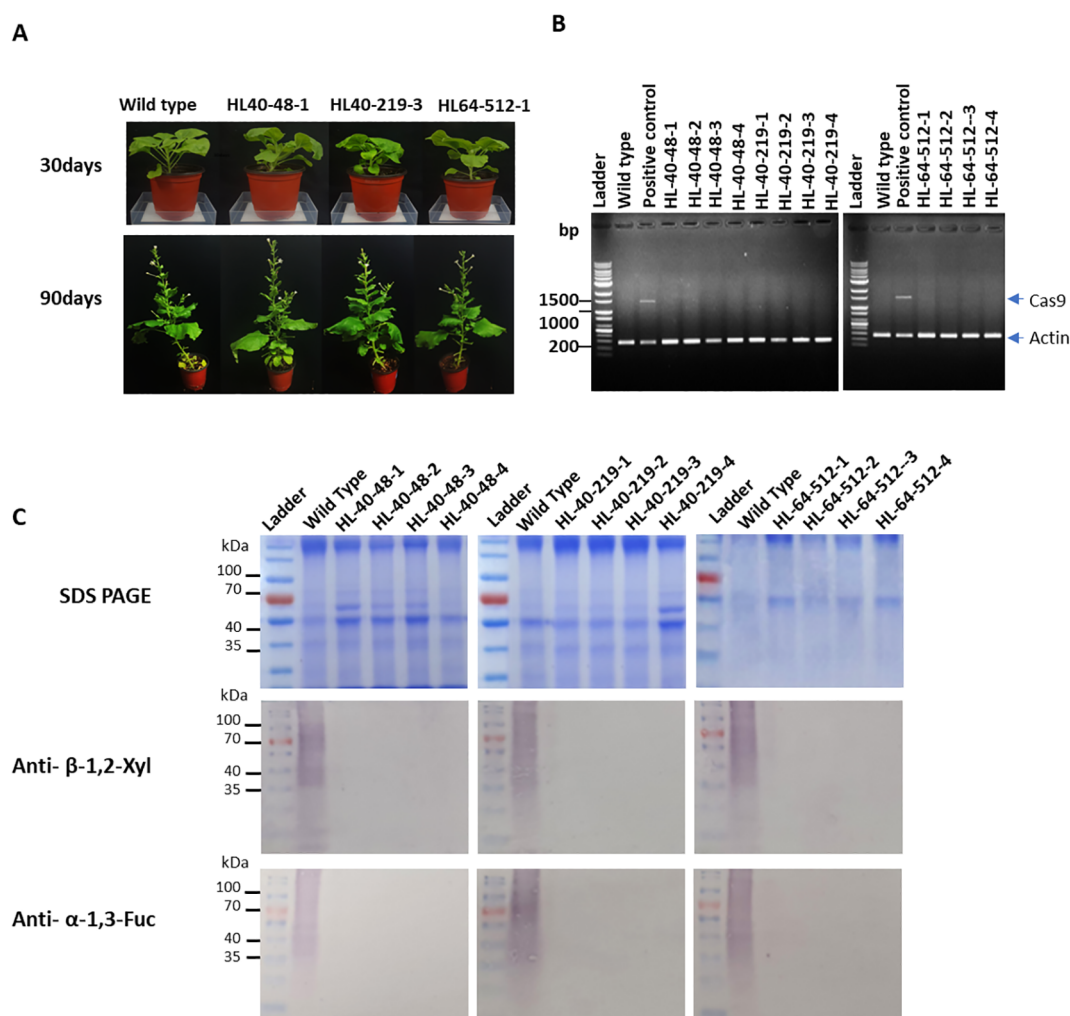 A
Wild type HL40-48-1 HL40-219-3 HL64-512-1
30days
90days
B
Ladder
Wild type
Positive control
HL-40-48-1
HL-40-48-2
HL-40-48-3
HL-40-48-4
HL-40-219-1
HL-40-219-2
HL-40-219-3
HL-40-219-4
Ladder
Wild type
Positive control
HL-64-512-1
HL-64-512-2
HL-64-512--3
HL-64-512-4
bp
1500
1000
200
Cas9
Actin
C
Ladder
Wild Type
HL-40-48-1
HL-40-48-2
HL-40-48-3
HL-40-48-4
Ladder
Wild Type
HL-40-219-1
HL-40-219-2
HL-40-219-3
HL-40-219-4
Ladder
Wild Type
HL-64-512-1
HL-64-512-2
HL-64-512--3
HL-64-512-4
kDa
100
70
SDS PAGE
40
35
kDa
100
70
Anti- β-1,2-Xyl
40
35
kDa
100
70
Anti- α-1,3-Fuc
40
35